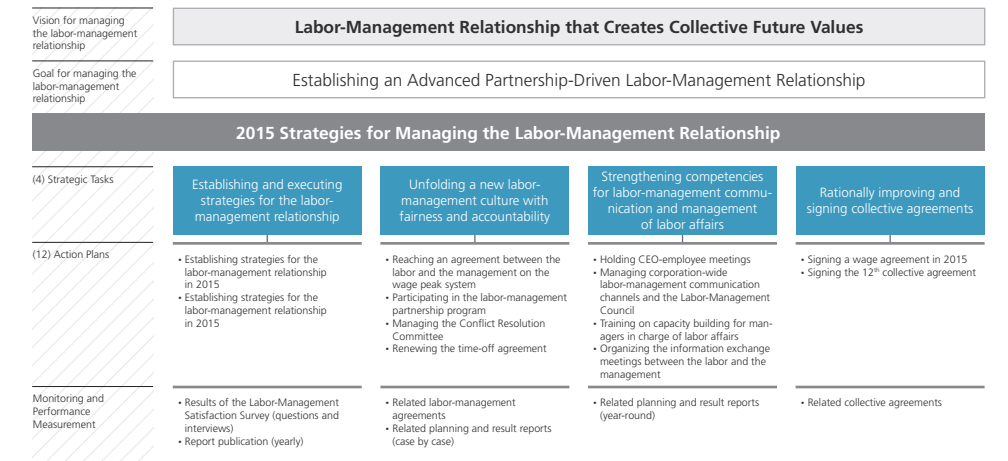 Vision for managing
the labor-management
relationship
Labor-Management Relationship that Creates Collective Future Values
Goal for managing the
labor-management
relationship
Establishing an Advanced Partnership-Driven Labor-Management Relationship
2015 Strategies for Managing the Labor-Management Relationship
(4) Strategic Tasks
Establishing and executing
strategies for the labor-
management relationship
Unfolding a new labor-
management culture with
fairness and accountability
Strengthening competencies
for labor-management commu-
nication and management
of labor affairs
Rationally improving and
signing collective agreements
(12) Action Plans
• Establishing strategies for the
labor-management relationship
in 2015
• Establishing strategies for the
labor-management relationship
in 2015
• Reaching an agreement between the
labor and the management on the
wage peak system
• Participating in the labor-management
partnership program
• Managing the Conflict Resolution
Committee
• Renewing the time-off agreement
• Holding CEO-employee meetings
• Managing corporation-wide
labor-management communication
channels and the Labor-Management
Council
• Training on capacity building for man-
agers in charge of labor affairs
• Organizing the information exchange
meetings between the labor and the
management
• Signing a wage agreement in 2015
• Signing the 12th collective agreement
Monitoring and
Performance
Measurement
• Results of the Labor-Management
Satisfaction Survey (questions and
interviews)
• Report publication (yearly)
• Related labor-management
agreements
• Related planning and result reports
(case by case)
• Related planning and result reports
(year-round)
• Related collective agreements